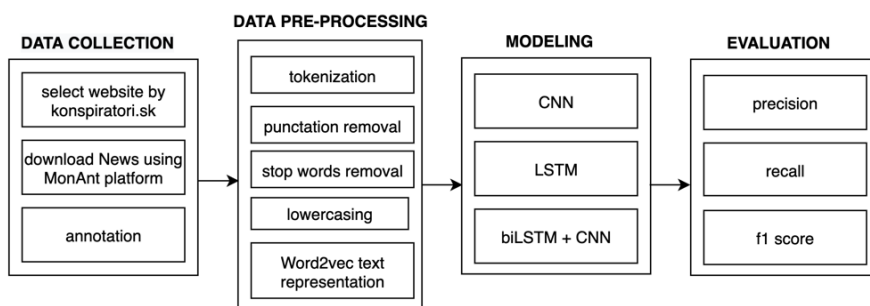 DATA COLLECTION
select website by
konspiratori.sk
download News using
MonAnt platform
annotation
DATA PRE-PROCESSING
tokenization
punctation removal
stop words removal
lowercasing
Word2vec text
representation
MODELING
CNN
LSTM
biLSTM + CNN
EVALUATION
precision
recall
f1 score